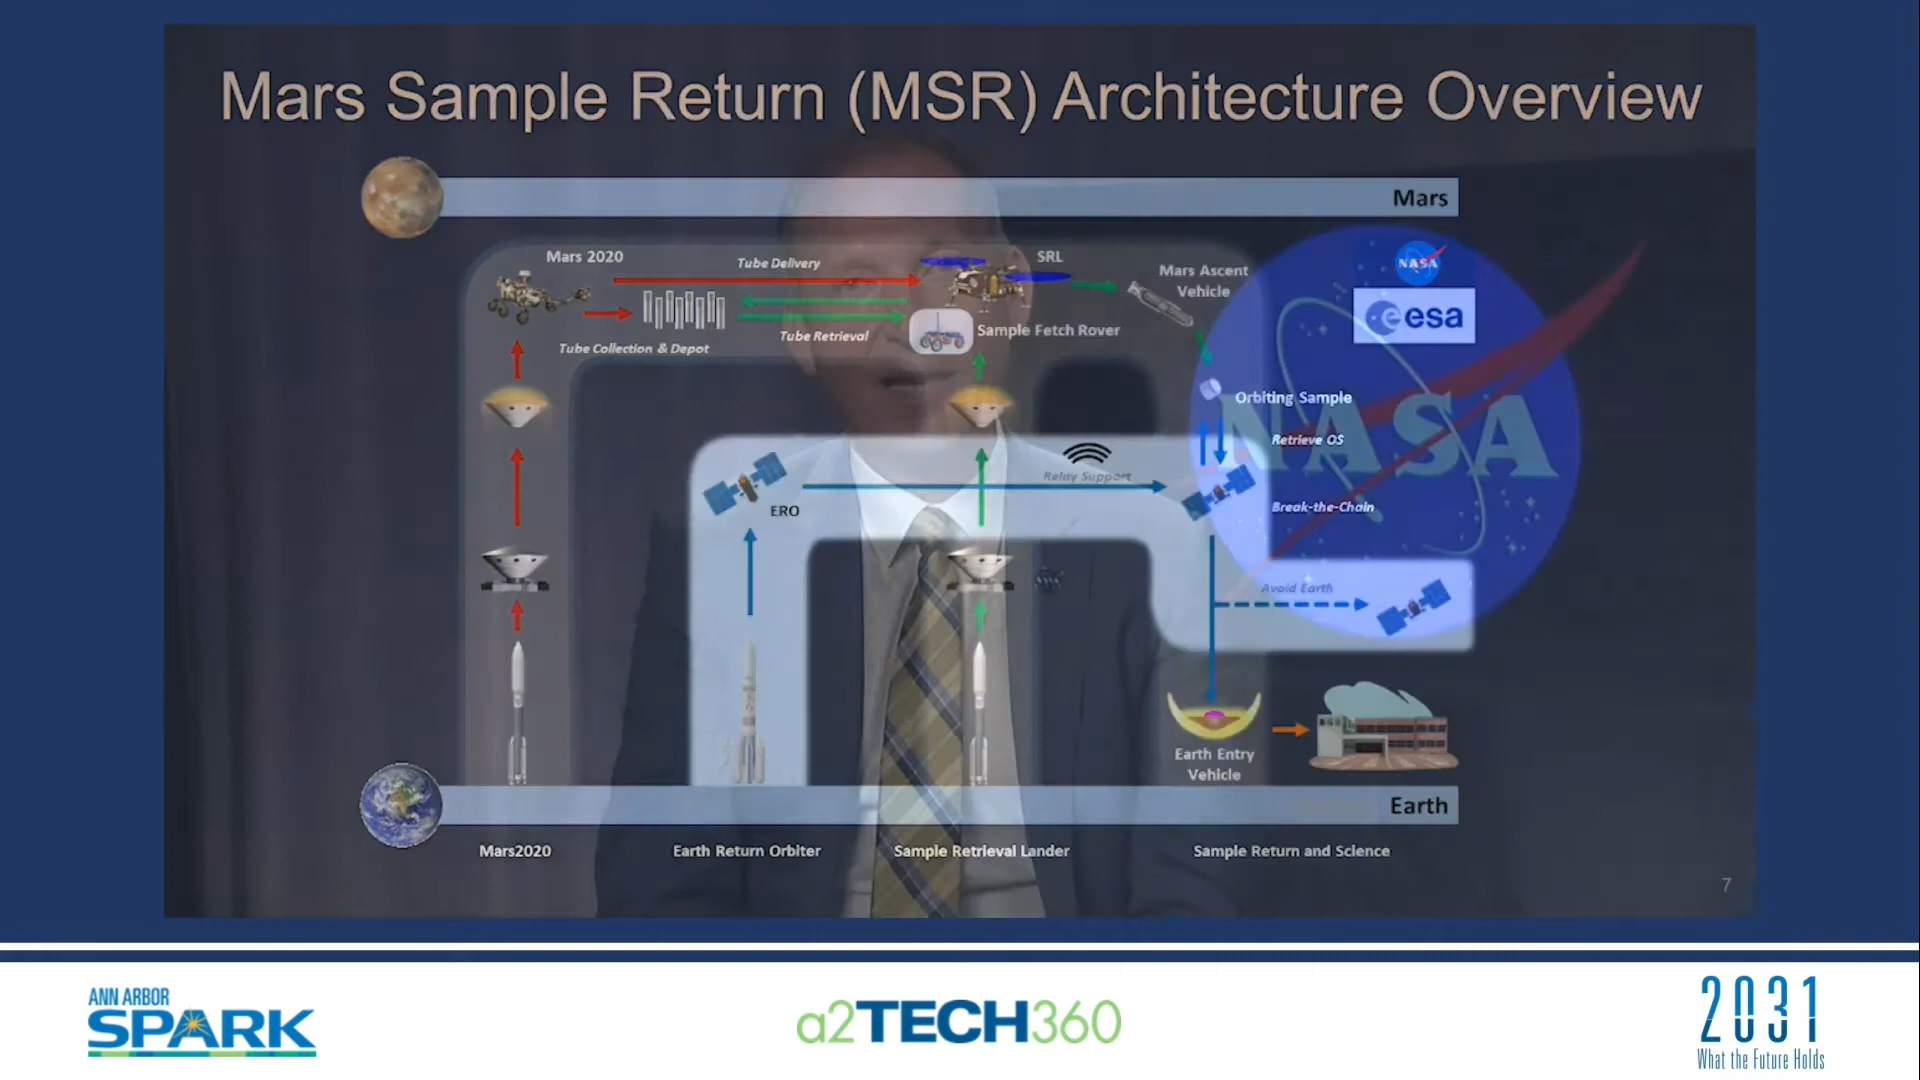 Mars Sample Return (MSR) Architecture Overview
Mars
Mars 2020
Tube Delivery
SRL
Mars Ascent
Vehicle
NASA
esa
Tube Collection & Depot
Tube Retrieval
Sample Fetch Rover
Orbiting Sample
Retrieve OS
NASA
Relay Support
ERO
Break-the-Chain
Avoid Earth
Earth Entry
Vehicle
Earth
Mars2020
Earth Return Orbiter
Sample Retrieval Lander
Sample Return and Science
7
ANN ARBOR
SPARK
a2TECH360
2031
What the Future Holds